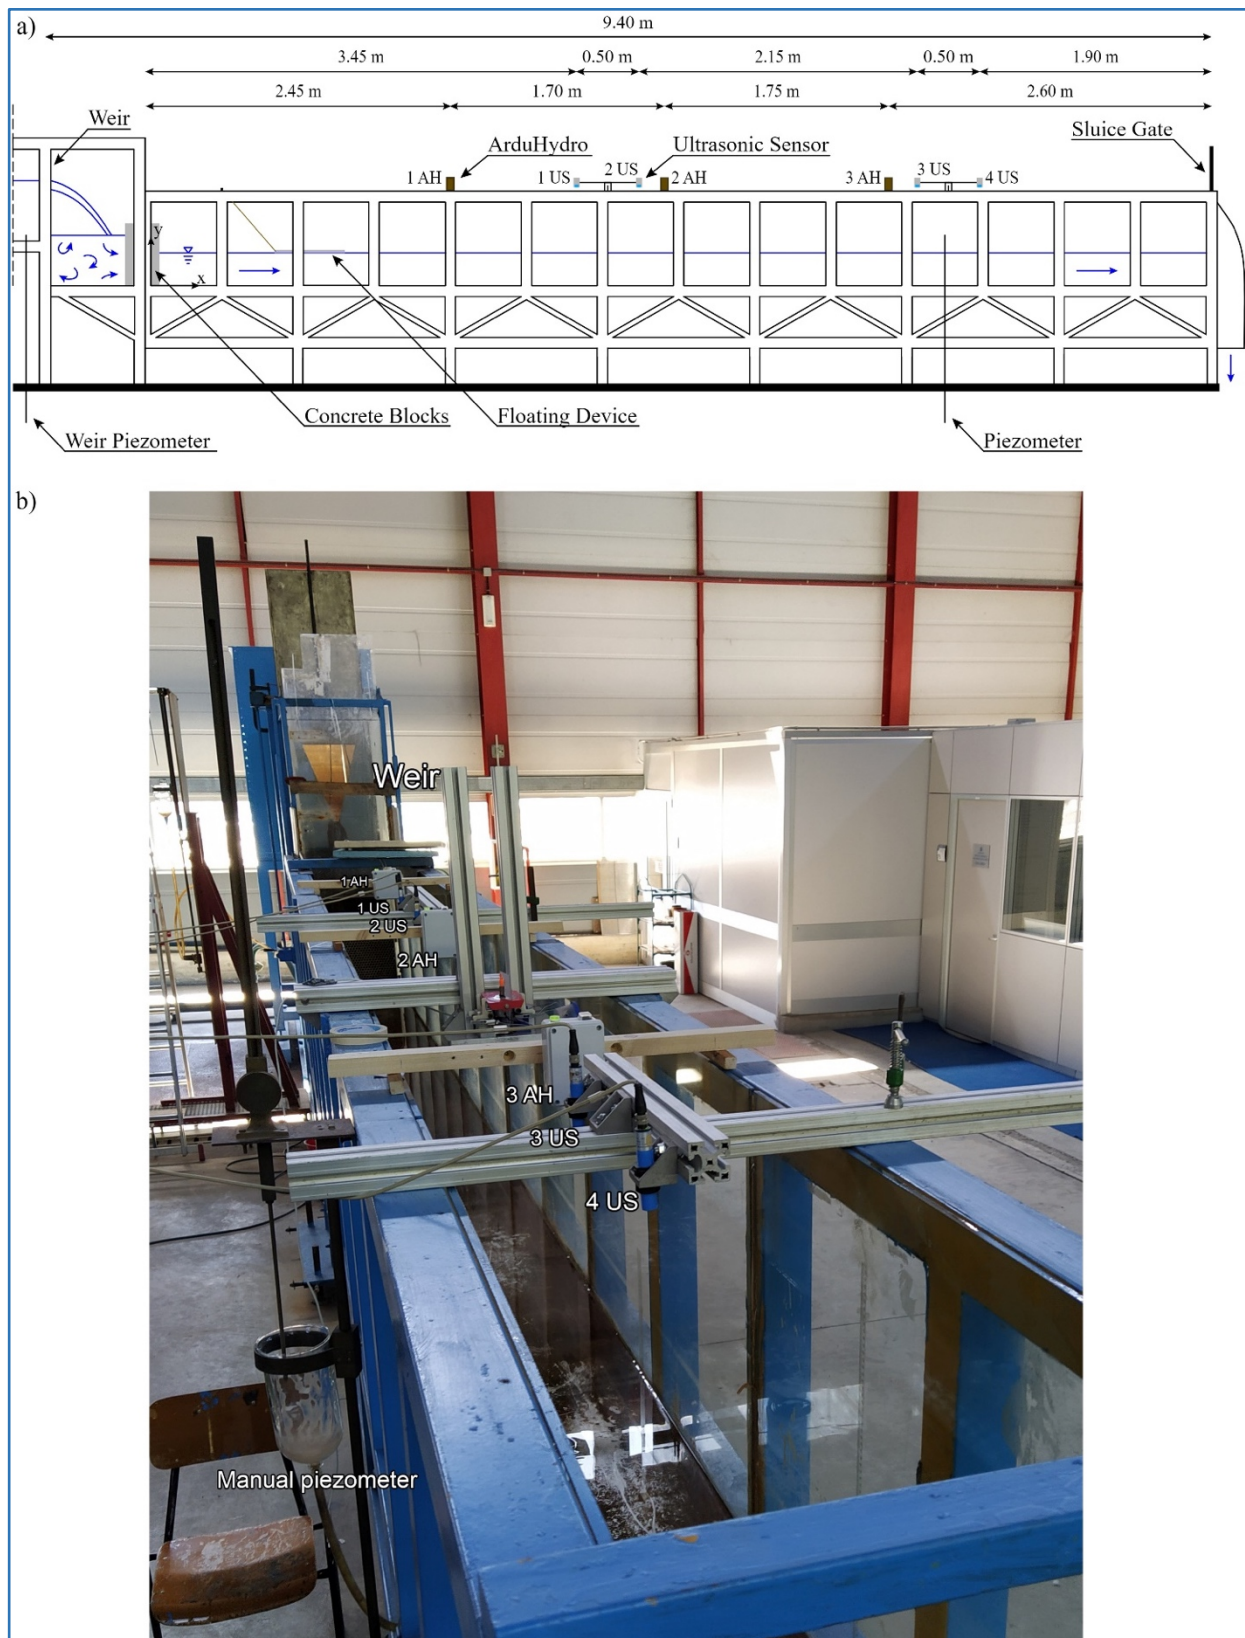 a)
9.40 m
3.45 m 0.50 m 2.15 m 0.50 m 1.90 m
2.45 m 1.70 m 1.75 m 2.60 m
Weir
ArduHydro
Ultrasonic Sensor
Sluice Gate
1 AH
1 US
2 US
2 AH
3 AH
3 US
4 US
y
x
Concrete Blocks
Floating Device
Weir Piezometer
Piezometer
b)
Weir
1 AH
1 US
2 US
2 AH
3 AH
3 US
4 US
Manual piezometer